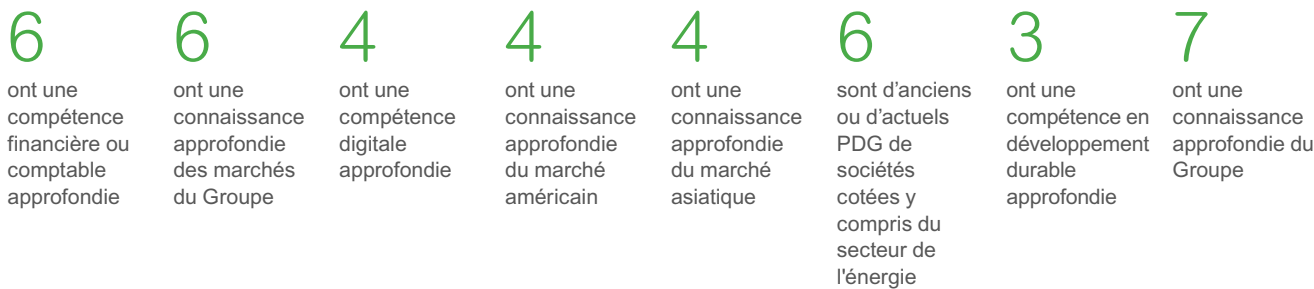 6
ont une
compétence
financière ou
comptable
approfondie
6
ont une
connaissance
approfondie
des marchés
du Groupe
4
ont une
compétence
digitale
approfondie
4
ont une
connaissance
approfondie
du marché
américain
4
ont une
connaissance
approfondie
du marché
asiatique
6
sont d’anciens
ou d’actuels
PDG de
sociétés
cotées y
compris du
secteur de
l'énergie
3
ont une
compétence en
développement
durable
approfondie
7
ont une
connaissance
approfondie du
Groupe